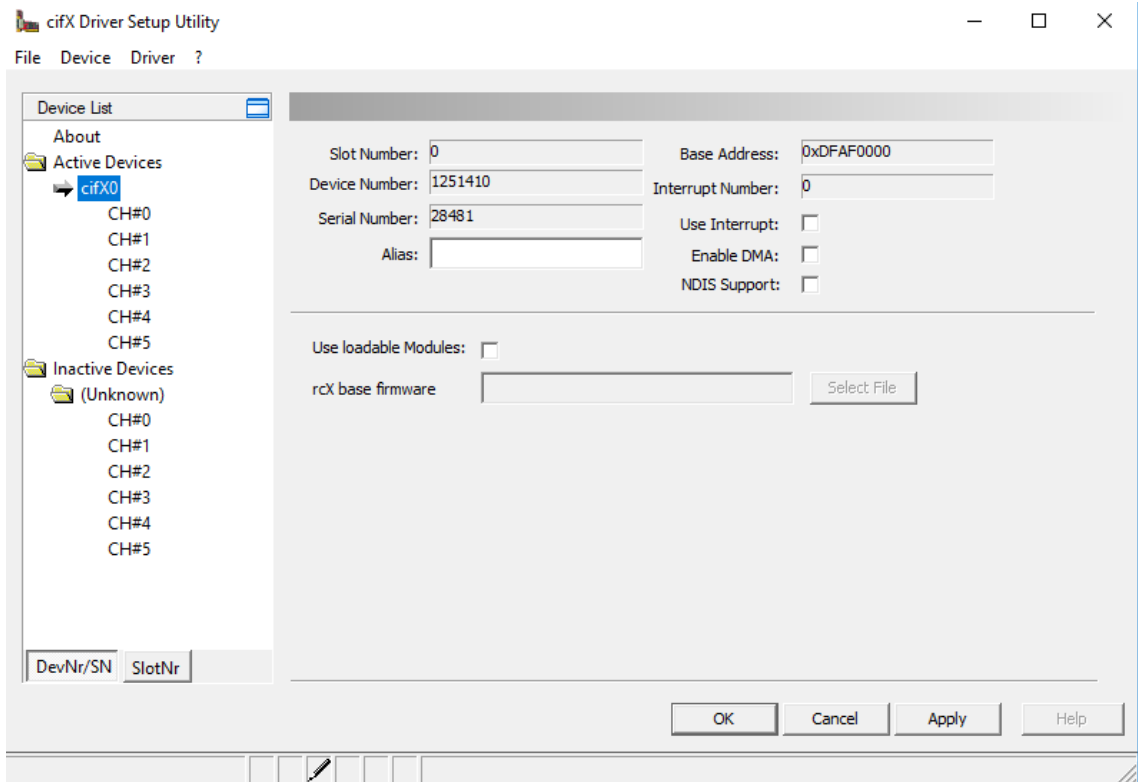 cifX Driver Setup Utility
File Device Driver ?
Device List
About
Active Devices
cifX0
CH#0
CH#1
CH#2
CH#3
CH#4
CH#5
Inactive Devices
(Unknown)
CH#0
CH#1
CH#2
CH#3
CH#4
CH#5
DevNr/SN SlotNr
Slot Number: 0
Device Number: 1251410
Serial Number: 28481
Alias:
Base Address: 0xDFAF0000
Interrupt Number: 0
Use Interrupt:
Enable DMA:
NDIS Support:
Use loadable Modules:
rcX base firmware Select File
OK Cancel Apply Help